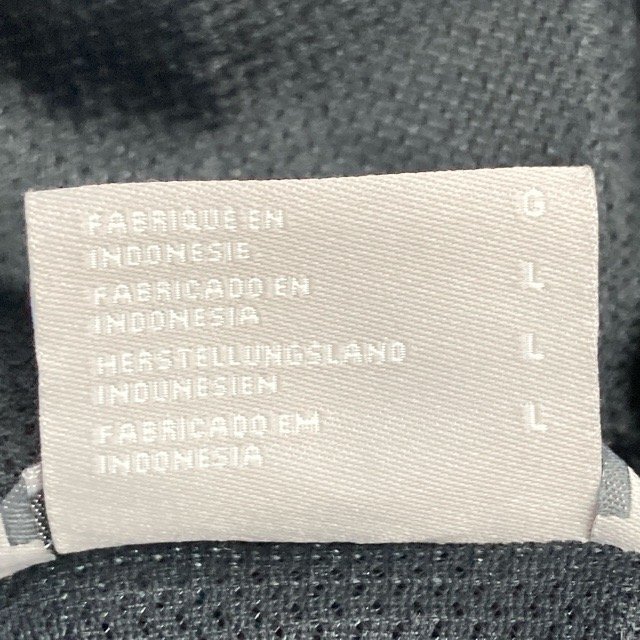 FABRIQUE EN G
INDONESIE
FABRICADO EN L
INDONESIA
HERSTELLUNGSLAND L
INDONESIEN
FABRICADO EM L
INDONESIA